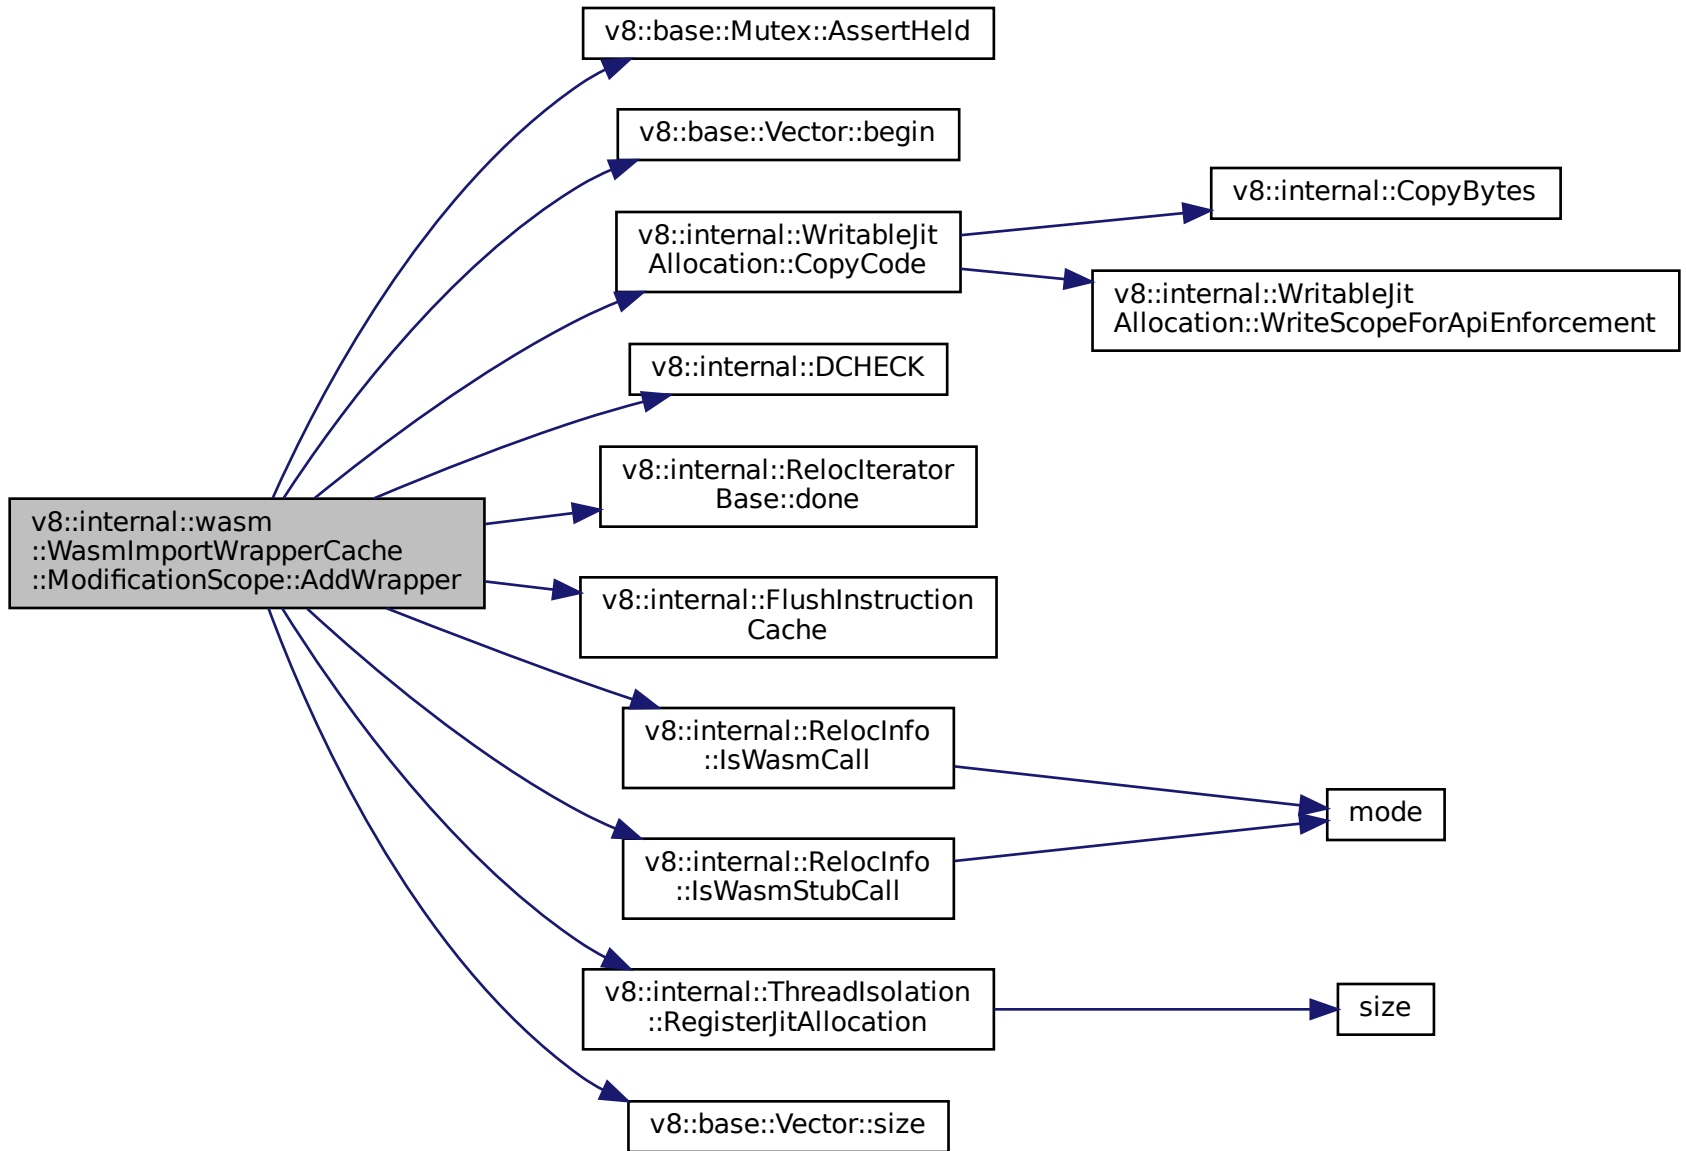 v8::base::Mutex::AssertHeld
v8::base::Vector::begin
v8::internal::CopyBytes
v8::internal::WritableJit
Allocation::CopyCode
v8::internal::WritableJit
Allocation::WriteScopeForApiEnforcement
v8::internal::DCHECK
v8::internal::RelocIterator
Base::done
v8::internal::wasm
::WasmImportWrapperCache
::ModificationScope::AddWrapper
v8::internal::FlushInstruction
Cache
v8::internal::RelocInfo
::IsWasmCall
mode
v8::internal::RelocInfo
::IsWasmStubCall
v8::internal::ThreadIsolation
::RegisterJitAllocation
size
v8::base::Vector::size